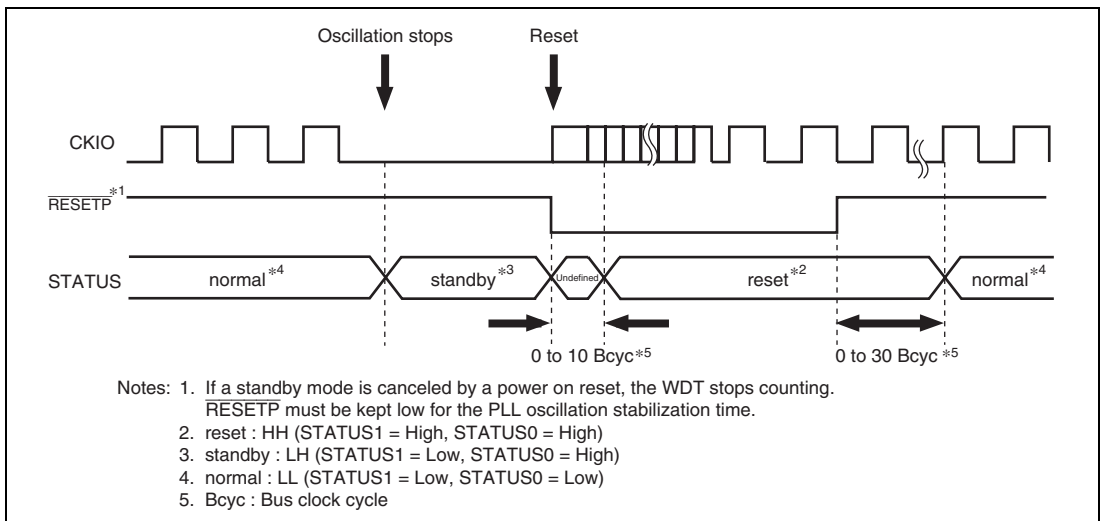 Oscillation stops Reset
CKIO
RESETP*1
STATUS normal*4 standby*3 Undefined reset*2 normal*4
0 to 10 Bcyc*5 0 to 30 Bcyc *5
Notes: 1. If a standby mode is canceled by a power on reset, the WDT stops counting.
RESETP must be kept low for the PLL oscillation stabilization time.
2. reset : HH (STATUS1 = High, STATUS0 = High)
3. standby : LH (STATUS1 = Low, STATUS0 = High)
4. normal : LL (STATUS1 = Low, STATUS0 = Low)
5. Bcyc : Bus clock cycle